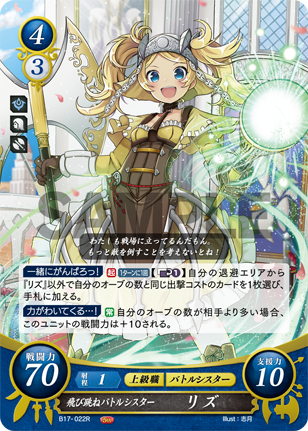 4
3
SAMPLE
わたしも戦場に立ってるんだもん。
もっと敵を倒すことを考えないとね!
一緒にがんばろっ! 起 1ターンに1回 【1】自分の退避エリアから
『リズ』以外で自分のオーブの数と同じ出撃コストのカードを1枚選び、
手札に加える。
力がわいてくる…! 常 自分のオーブの数が相手より多い場合、
このユニットの戦闘力は+10される。
戦闘力
70
射程 1 上級職 バトルシスター
支援力
10
飛び跳ねバトルシスター リズ
B17-022R Illust：志月